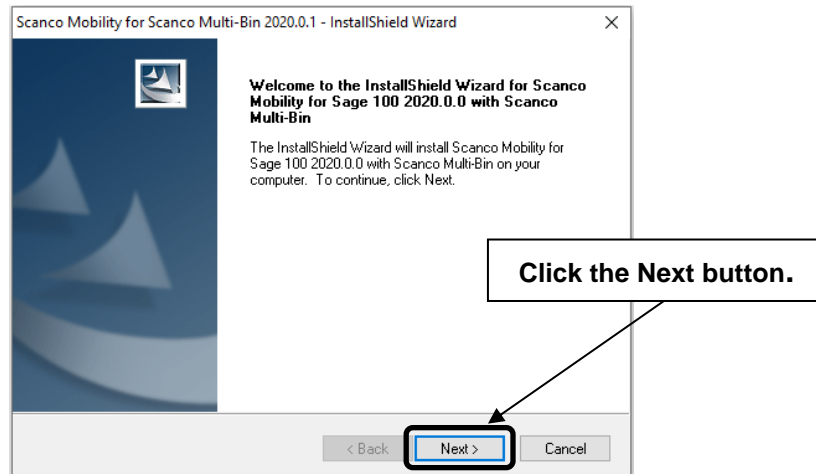 Scanco Mobility for Scanco Multi-Bin 2020.0.1 - InstallShield Wizard
Welcome to the InstallShield Wizard for Scanco
Mobility for Sage 100 2020.0.0 with Scanco
Multi-Bin
The InstallShield Wizard will install Scanco Mobility for
Sage 100 2020.0.0 with Scanco Multi-Bin on your
computer. To continue, click Next.
Click the Next button.
< Back
Next >
Cancel